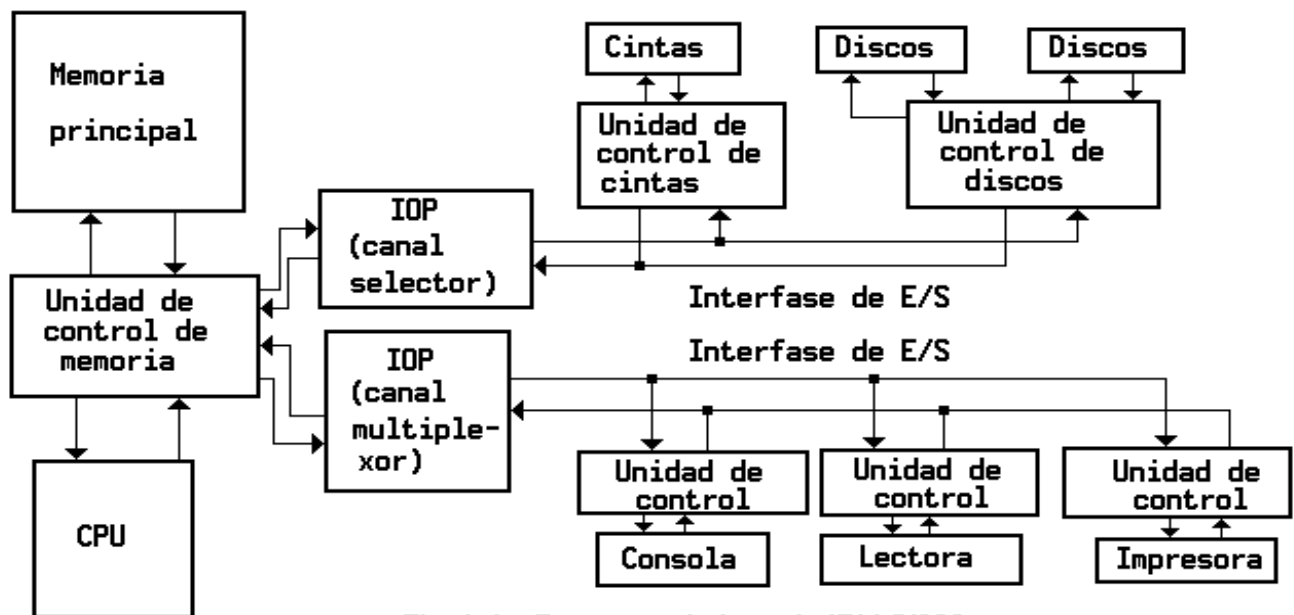 Memoria
principal
Cintas
Discos
Discos
Unidad de
control de
cintas
Unidad de
control de
discos
IOP
(canal
selector)
Unidad de
control de
memoria
Interfase de E/S
Interfase de E/S
IOP
(canal
multiple-
xor)
CPU
Unidad de
control
Unidad de
control
Unidad de
control
Consola
Lectora
Impresora